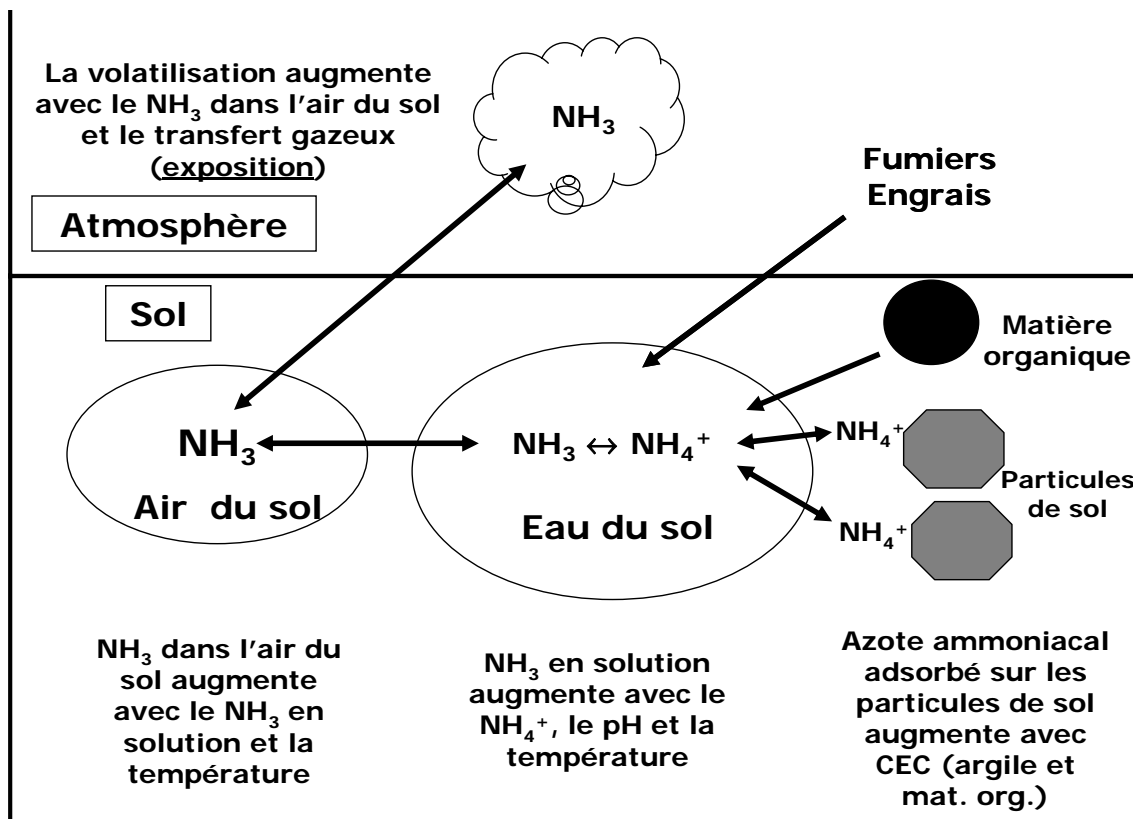 La volatilisation augmente
avec le NH₃ dans l'air du sol
et le transfert gazeux
(exposition)
NH₃
Fumiers
Engrais
Atmosphère
Sol
Matière
organique
NH₃
Air du sol
NH₃ ↔ NH₄⁺
Eau du sol
NH₄⁺
Particules
de sol
NH₄⁺
NH₃ dans l'air du
sol augmente
avec le NH₃ en
solution et la
température
NH₃ en solution
augmente avec le
NH₄⁺, le pH et la
température
Azote ammoniacal
adsorbé sur les
particules de sol
augmente avec
CEC (argile et
mat. org.)